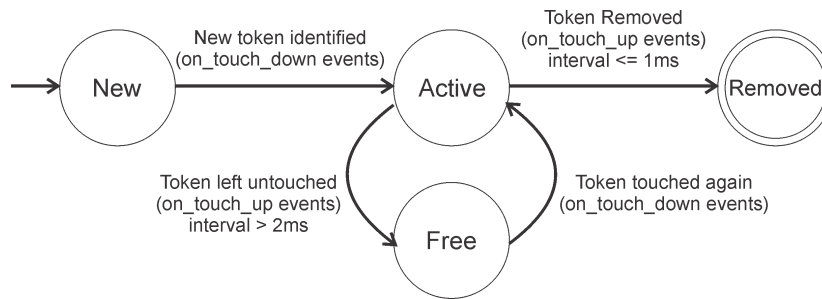 New
New token identified
(on_touch_down events)
Active
Token Removed
(on_touch_up events)
interval <= 1ms
Removed
Token left untouched
(on_touch_up events)
interval > 2ms
Free
Token touched again
(on_touch_down events)